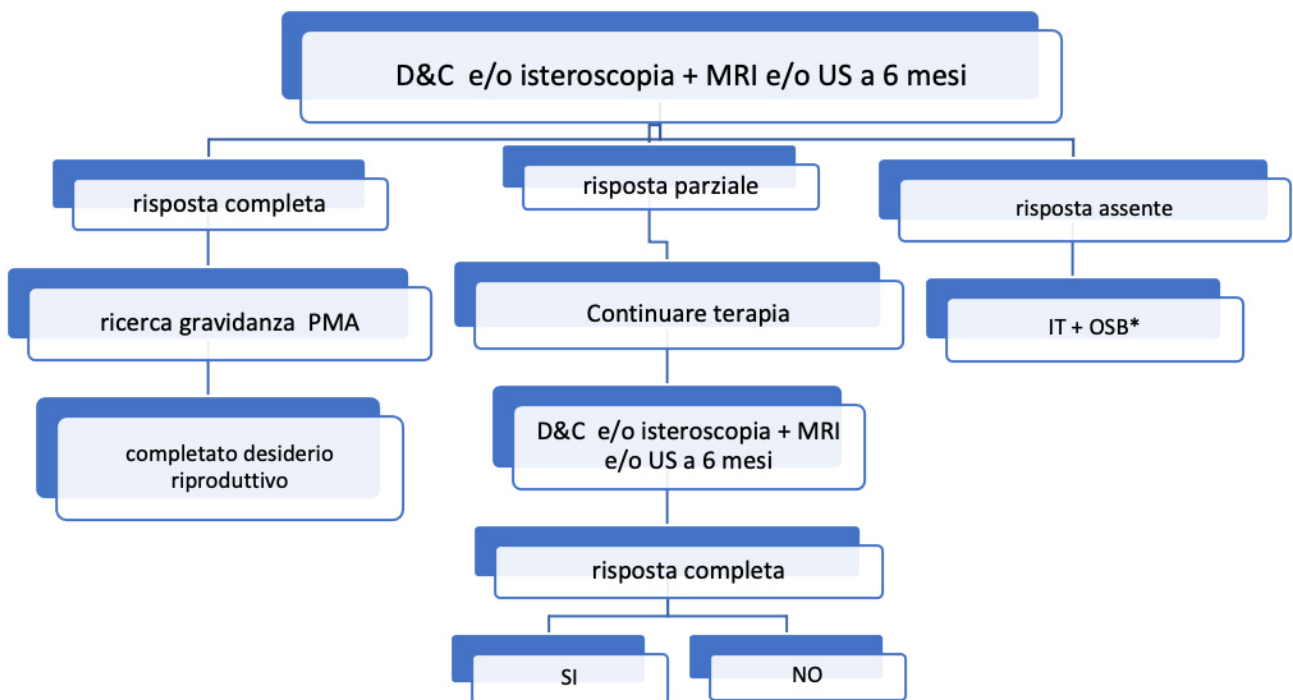 D&C e/o isteroscopia + MRI e/o US a 6 mesi
risposta completa
risposta parziale
risposta assente
ricerca gravidanza PMA
Continuare terapia
IT + OSB*
completato desiderio
riproduttivo
D&C e/o isteroscopia + MRI
e/o US a 6 mesi
risposta completa
SI
NO